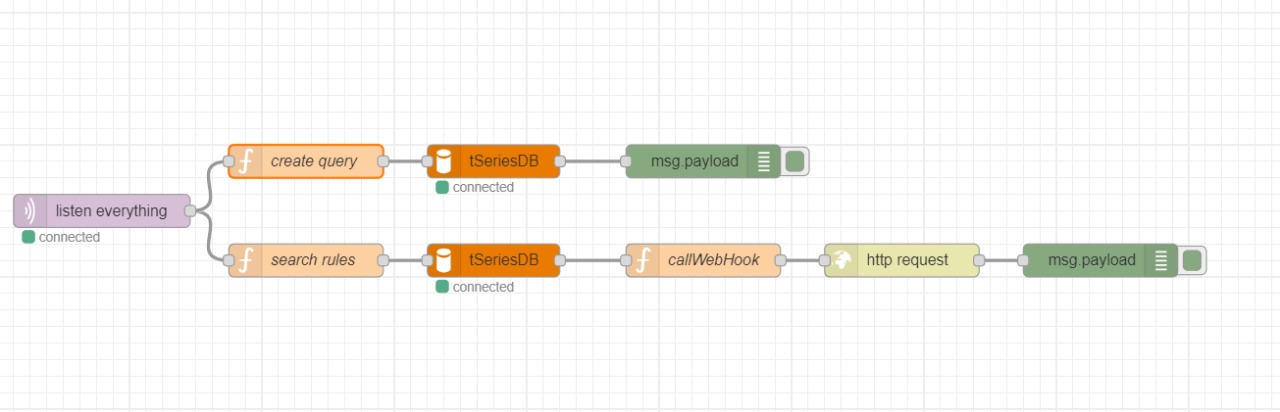 create query
tSeriesDB
msg.payload
connected
listen everything
connected
search rules
tSeriesDB
callWebHook
http request
msg.payload
connected